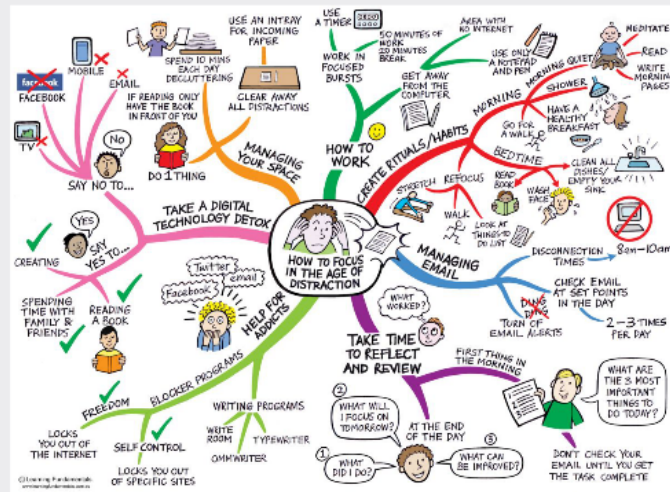 HOW TO FOCUS
IN THE AGE OF
DISTRACTION
MANAGING
YOUR SPACE
USE AN INTRAY
FOR INCOMING
PAPER
CLEAR AWAY
ALL DISTRACTIONS
SPEND 10 MINS
EACH DAY
DECLUTTERING
IF READING ONLY
HAVE THE BOOK
IN FRONT OF YOU
DO 1 THING
HOW TO
WORK
USE
A TIMER
WORK IN
FOCUSED
BURSTS
50 MINUTES OF
WORK
20 MINUTES
BREAK
AREA WITH
NO INTERNET
GET AWAY
FROM THE
COMPUTER
USE ONLY
A NOTEPAD
AND PEN
CREATE RITUALS/HABITS
MORNING
MORNING QUIET
MEDITATE
READ
WRITE
MORNING
PAGES
SHOWER
HAVE A
HEALTHY
BREAKFAST
GO FOR
A WALK
BEDTIME
CLEAN ALL
DISHES/
EMPTY YOUR
SINK
READ
BOOK
WASH
FACE
REFOCUS
STRETCH
WALK
LOOK AT
THINGS TO
DO LIST
MANAGING
EMAIL
DISCONNECTION
TIMES
8am-10am
CHECK EMAIL
AT SET POINTS
IN THE DAY
2-3 TIMES
PER DAY
DING
DING
TURN OF
EMAIL ALERTS
TAKE TIME
TO REFLECT
AND REVIEW
WHAT
WORKED?
FIRST THING IN
THE MORNING
WHAT ARE
THE 3 MOST
IMPORTANT
THINGS TO
DO TODAY?
DON'T CHECK YOUR
EMAIL UNTIL YOU GET
THE TASK COMPLETE
AT THE END
OF THE DAY
1
WHAT
DID I DO?
2
WHAT WILL
I FOCUS ON
TOMORROW?
3
WHAT CAN
BE IMPROVED?
HELP FOR
ADDICTS
Twitter
email
Facebook
WRITING PROGRAMS
WRITE
ROOM
OMMWRITER
TYPEWRITER
BLOCKER PROGRAMS
FREEDOM
LOCKS
YOU OUT OF
THE INTERNET
SELF CONTROL
LOCKS YOU OUT
OF SPECIFIC SITES
TAKE A DIGITAL
TECHNOLOGY DETOX
NO
SAY NO TO...
facebook
FACEBOOK
MOBILE
EMAIL
TV
YES
SAY
YES TO...
CREATING
SPENDING
TIME WITH
FAMILY &
FRIENDS
READING
A BOOK
© Learning Fundamentals